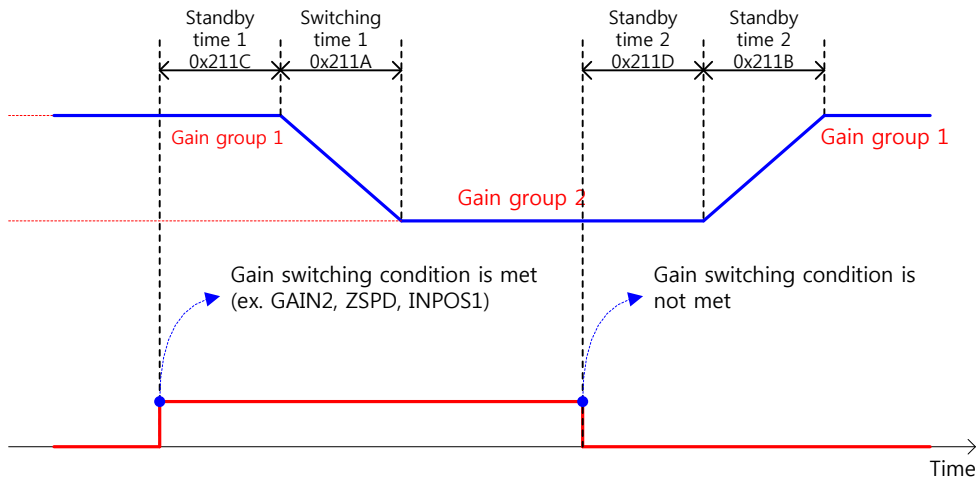 Standby
time 1
0x211C
Switching
time 1
0x211A
Standby
time 2
0x211D
Standby
time 2
0x211B
Gain group 1
Gain group 2
Gain group 1
Gain switching condition is met
(ex. GAIN2, ZSPD, INPOS1)
Gain switching condition is
not met
Time